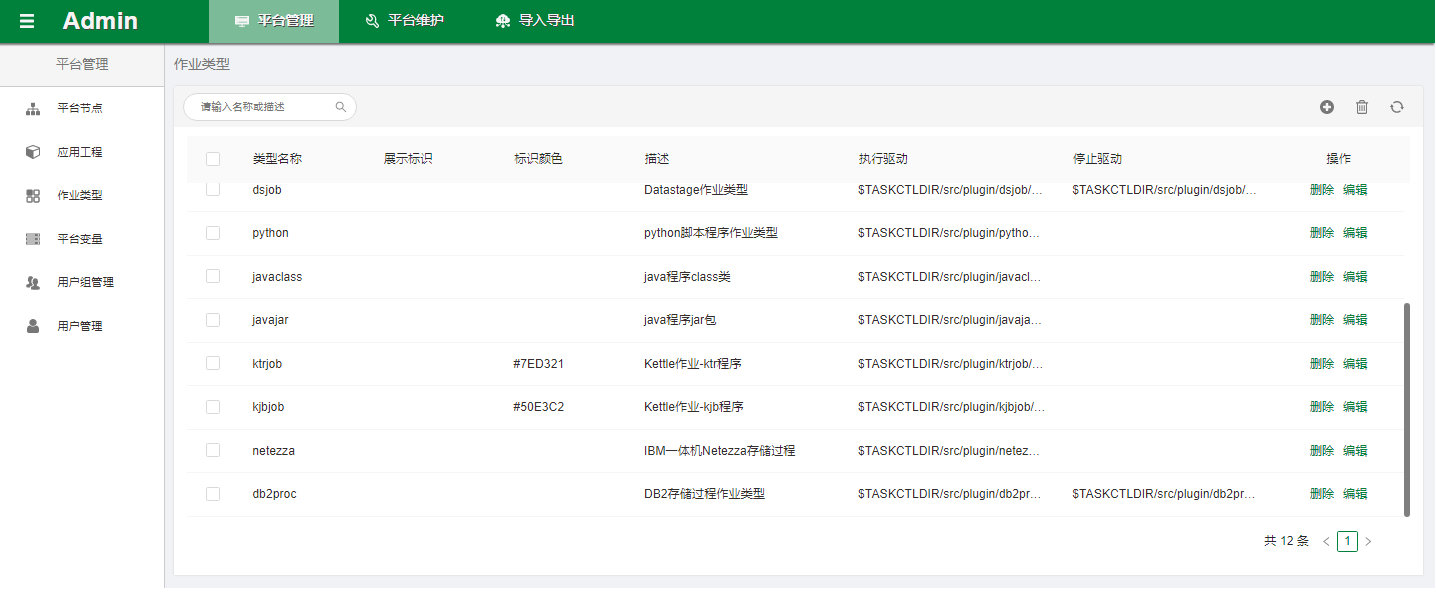 Admin 平台管理 平台维护 导入导出
平台管理
平台节点
应用工程
作业类型
平台变量
用户组管理
用户管理
作业类型
请输入名称或描述
类型名称 展示标识 标识颜色 描述 执行驱动 停止驱动 操作
dsjob Datastage作业类型 $TASKCTLDIR/src/plugin/dsjob/... $TASKCTLDIR/src/plugin/dsjob/... 删除 编辑
python python脚本程序作业类型 $TASKCTLDIR/src/plugin/pytho... 删除 编辑
javaclass java程序class类 $TASKCTLDIR/src/plugin/javacl... 删除 编辑
javajar java程序jar包 $TASKCTLDIR/src/plugin/javaja... 删除 编辑
ktrjob #7ED321 Kettle作业-ktr程序 $TASKCTLDIR/src/plugin/ktrjob/... 删除 编辑
kjbjob #50E3C2 Kettle作业-kjb程序 $TASKCTLDIR/src/plugin/kjbjob/... 删除 编辑
netezza IBM一体机Netezza存储过程 $TASKCTLDIR/src/plugin/netez... 删除 编辑
db2proc DB2存储过程作业类型 $TASKCTLDIR/src/plugin/db2pr... $TASKCTLDIR/src/plugin/db2pr... 删除 编辑
共 12 条 < 1 >